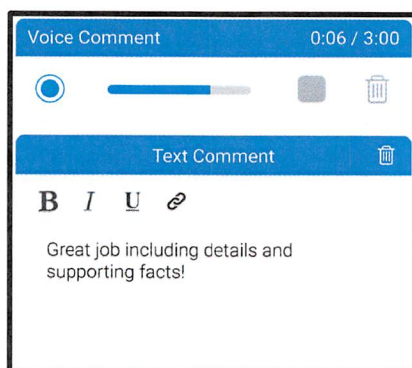 Voice Comment 0:06 / 3:00
Text Comment
B I U
Great job including details and
supporting facts!